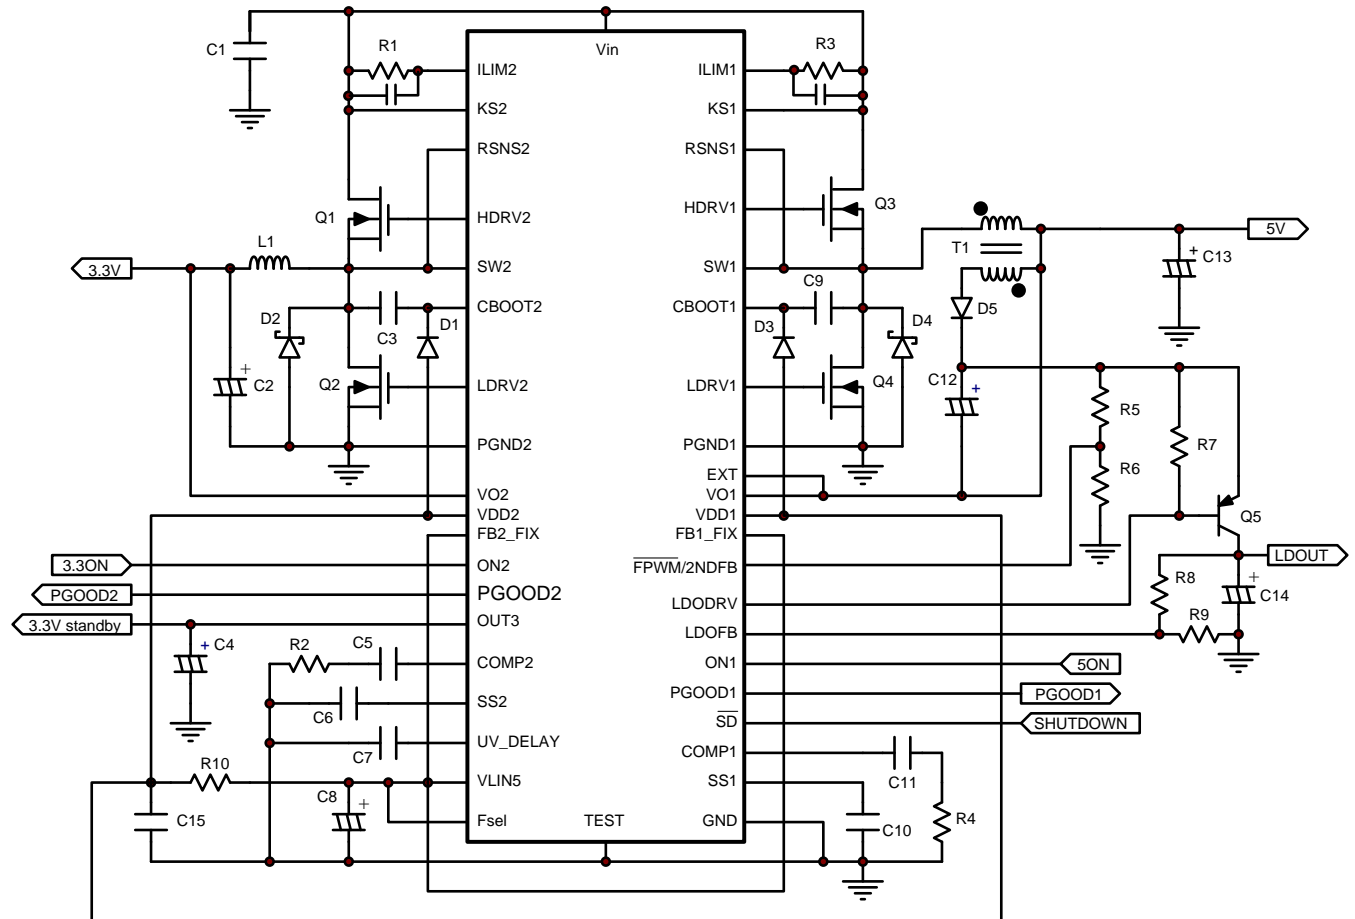 Vin
C1
R1
R3
ILIM2
ILIM1
KS2
KS1
RSNS2
RSNS1
Q1
HDRV2
HDRV1
Q3
L1
T1
5V
3.3V
SW2
SW1
C13
C9
D5
CBOOT2
CBOOT1
D2
C3
D1
D3
D4
Q2
LDRV2
LDRV1
Q4
C2
C12
R5
PGND2
PGND1
R7
EXT
R6
VO2
VO1
VDD2
VDD1
Q5
FB2_FIX
FB1_FIX
LDOUT
3.3ON
ON2
FPWM/2NDFB
R8
PGOOD2
PGOOD2
LDODRV
C14
3.3V standby
OUT3
LDOFB
R9
C4
R2
C5
COMP2
ON1
5ON
SS2
PGOOD1
PGOOD1
C6
SD
SHUTDOWN
UV_DELAY
COMP1
C7
R10
VLIN5
SS1
C11
C8
C15
Fsel
TEST
GND
C10
R4